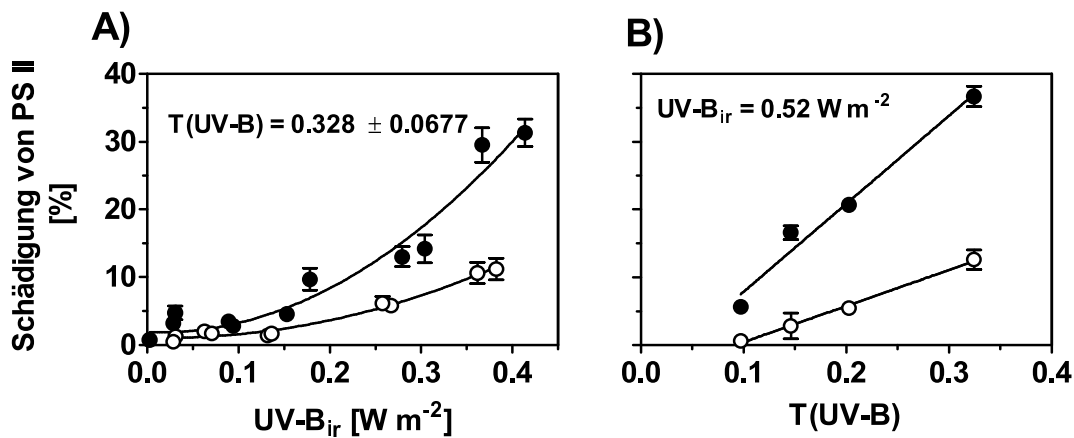 A)
B)
Schädigung von PS II
[%]
40
30
20
10
0
T(UV-B) = 0.328 ± 0.0677
UV-Bir = 0.52 W m-2
0.0 0.1 0.2 0.3 0.4
0.0 0.1 0.2 0.3 0.4
UV-Bir [W m-2]
T(UV-B)